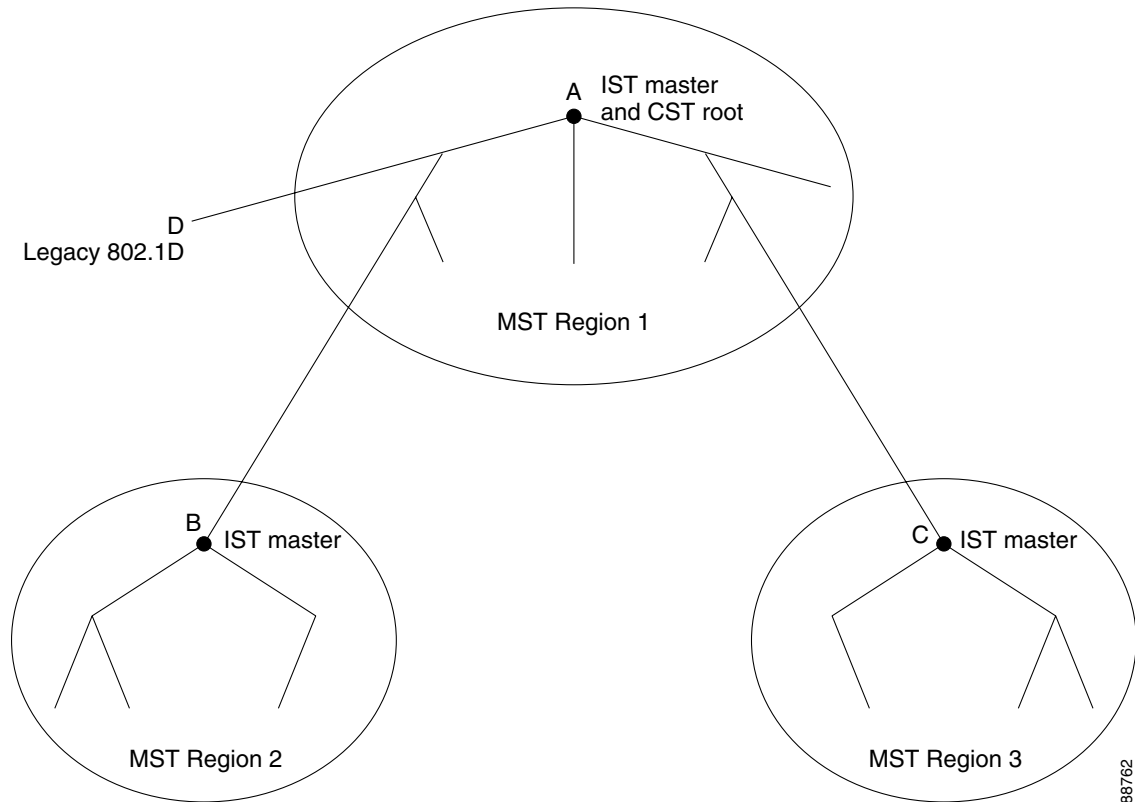 A
IST master
and CST root
D
Legacy 802.1D
MST Region 1
B
IST master
C
IST master
MST Region 2
MST Region 3
88762